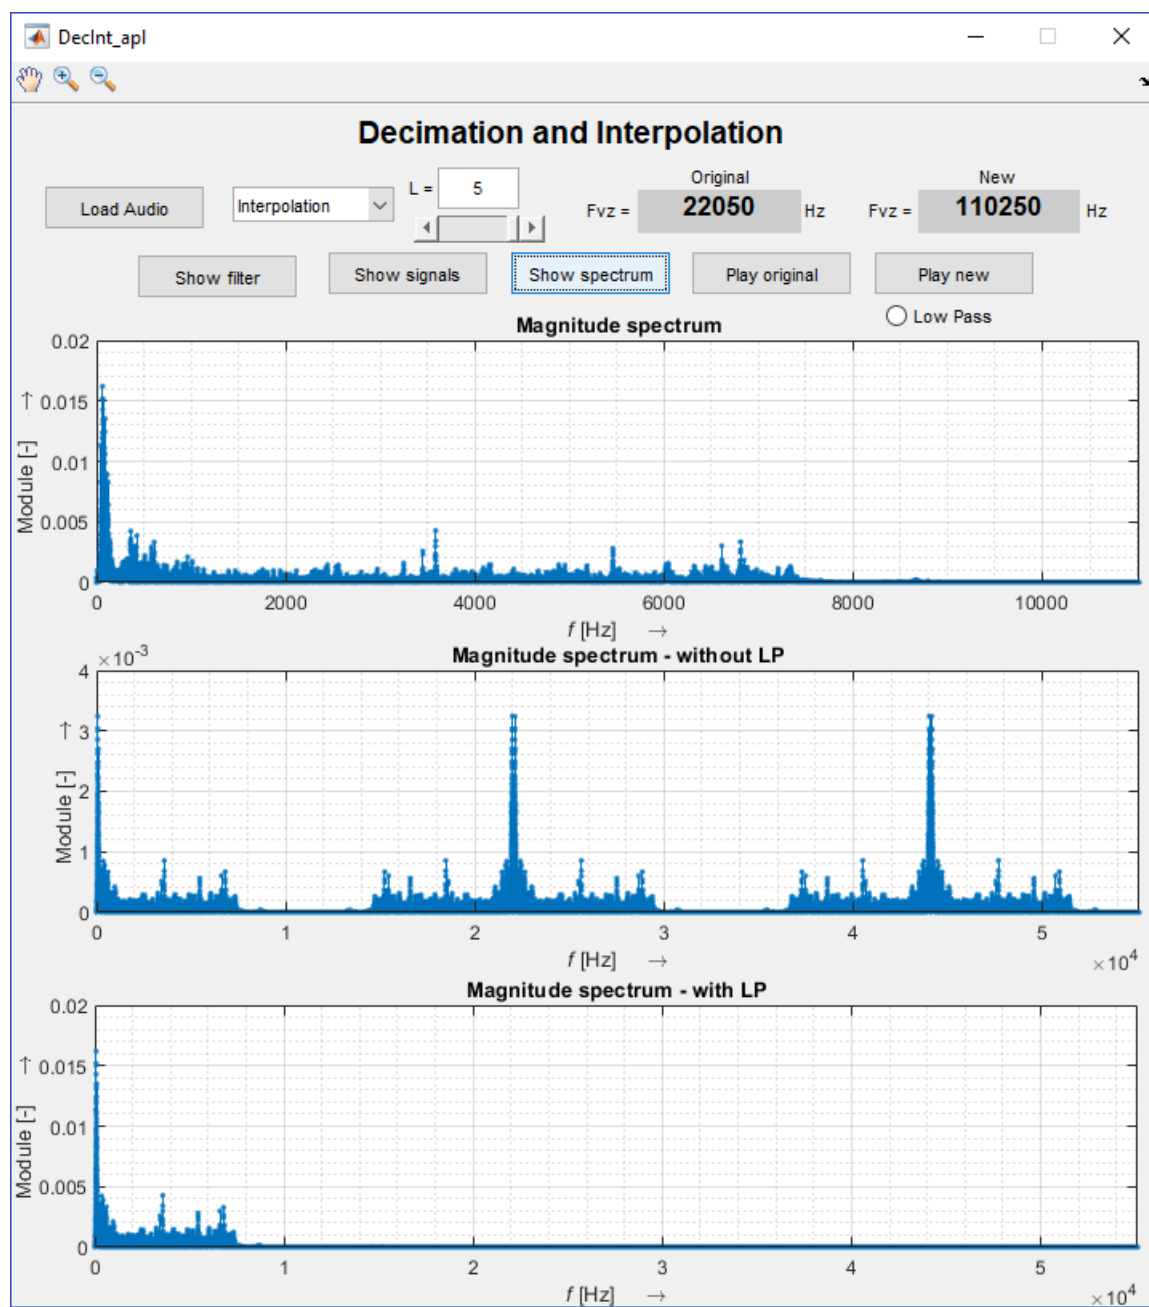 DecInt_apl
Decimation and Interpolation
Load Audio
Interpolation
L = 5
Original
Fvz = 22050 Hz
New
Fvz = 110250 Hz
Show filter
Show signals
Show spectrum
Play original
Play new
Low Pass
Magnitude spectrum
Module [-] →
0.02
0.015
0.01
0.005
0
0 2000 4000 6000 8000 10000
f [Hz] →
Magnitude spectrum - without LP
×10⁻³
Module [-] →
4
3
2
1
0
0 1 2 3 4 5
f [Hz] →
×10⁴
Magnitude spectrum - with LP
Module [-] →
0.02
0.015
0.01
0.005
0
0 1 2 3 4 5
f [Hz] →
×10⁴